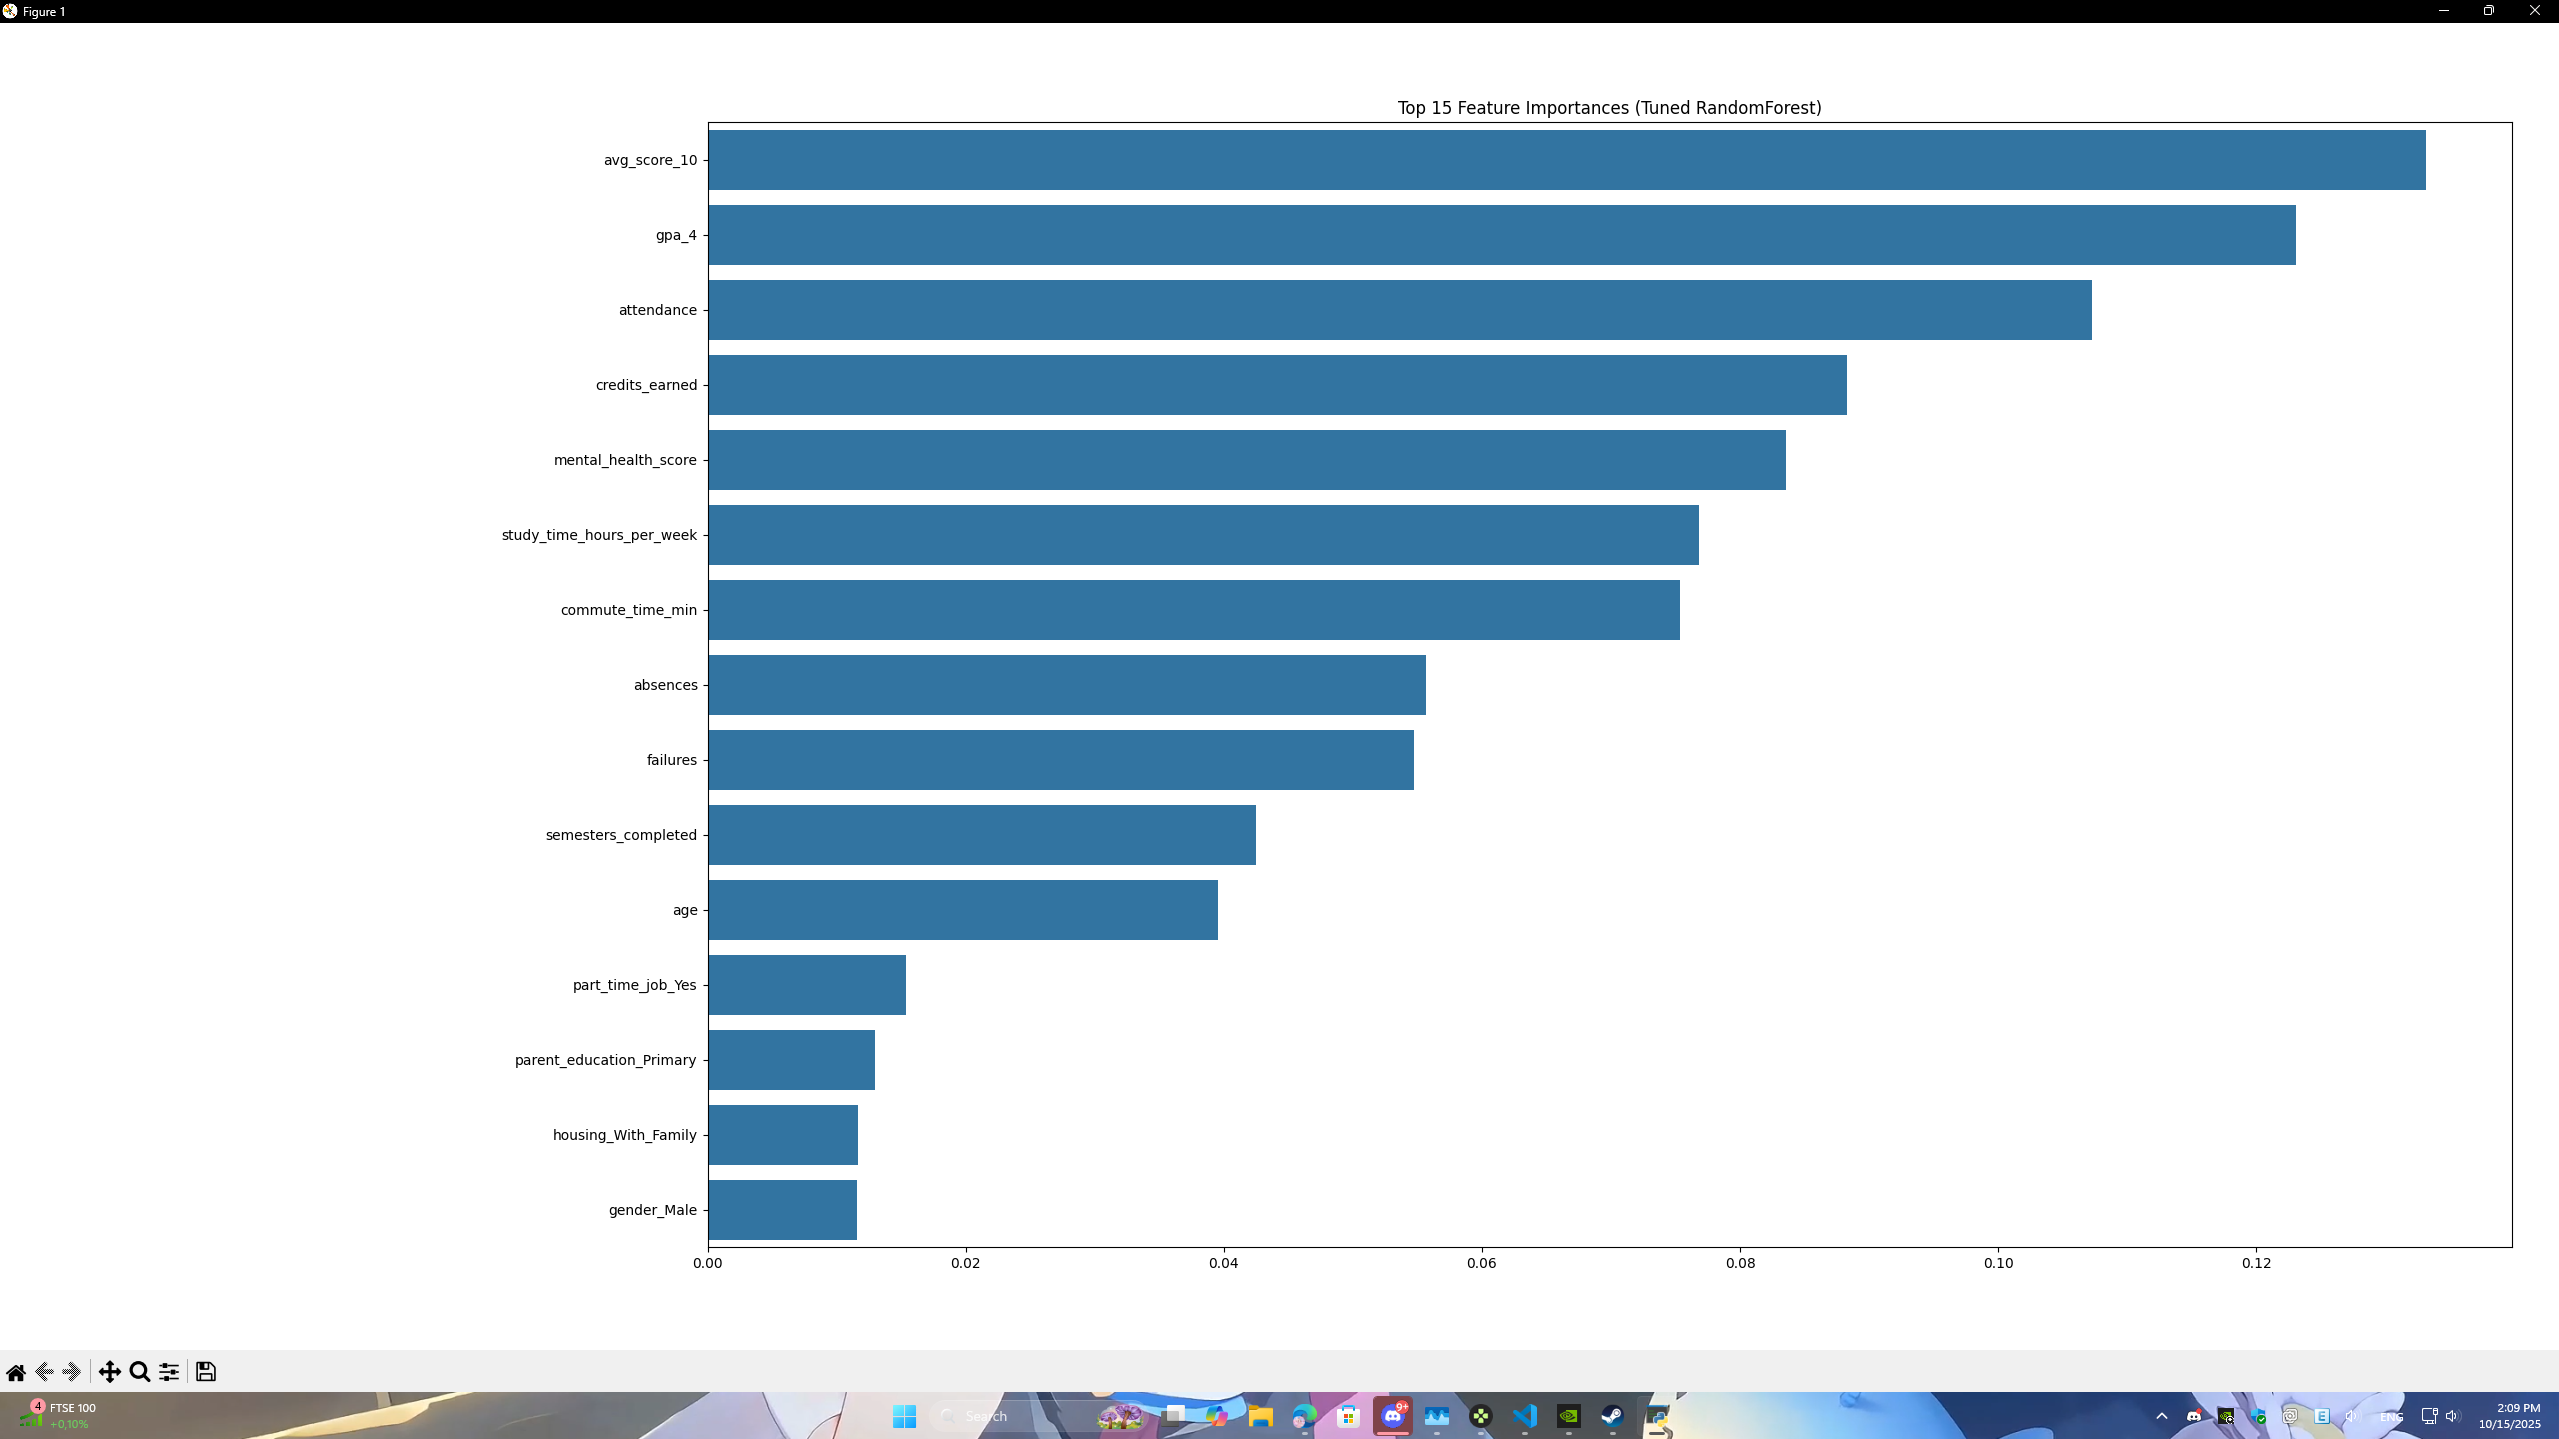 Figure 1
Top 15 Feature Importances (Tuned RandomForest)
avg_score_10
gpa_4
attendance
credits_earned
mental_health_score
study_time_hours_per_week
commute_time_min
absences
failures
semesters_completed
age
part_time_job_Yes
parent_education_Primary
housing_With_Family
gender_Male
0.00 0.02 0.04 0.06 0.08 0.10 0.12
4
FTSE 100
+0,10%
Search
9+
ENG
2:09 PM
10/15/2025